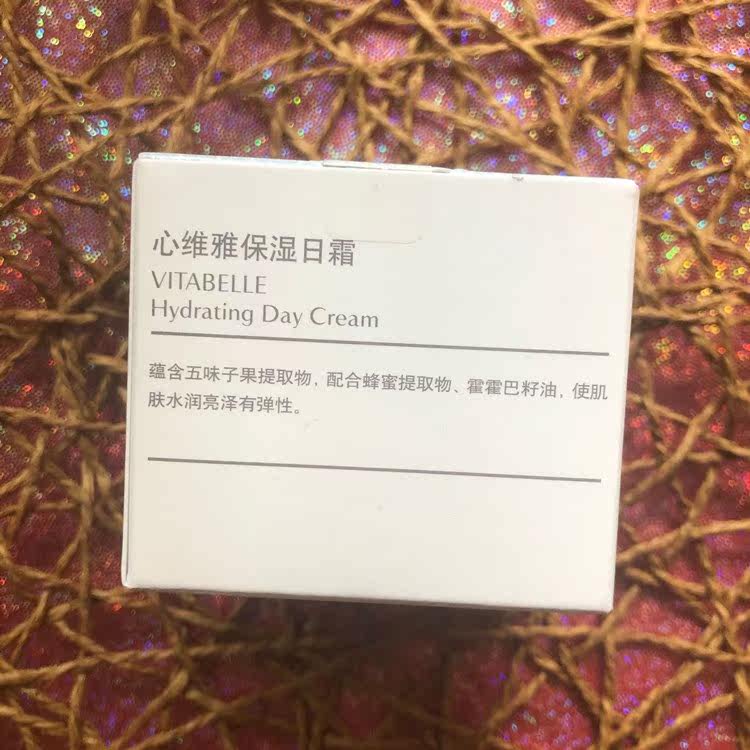 心维雅保湿日霜
VITABELLE
Hydrating Day Cream
蕴含五味子果提取物，配合蜂蜜提取物、霍霍巴籽油，使肌
肤水润亮泽有弹性。